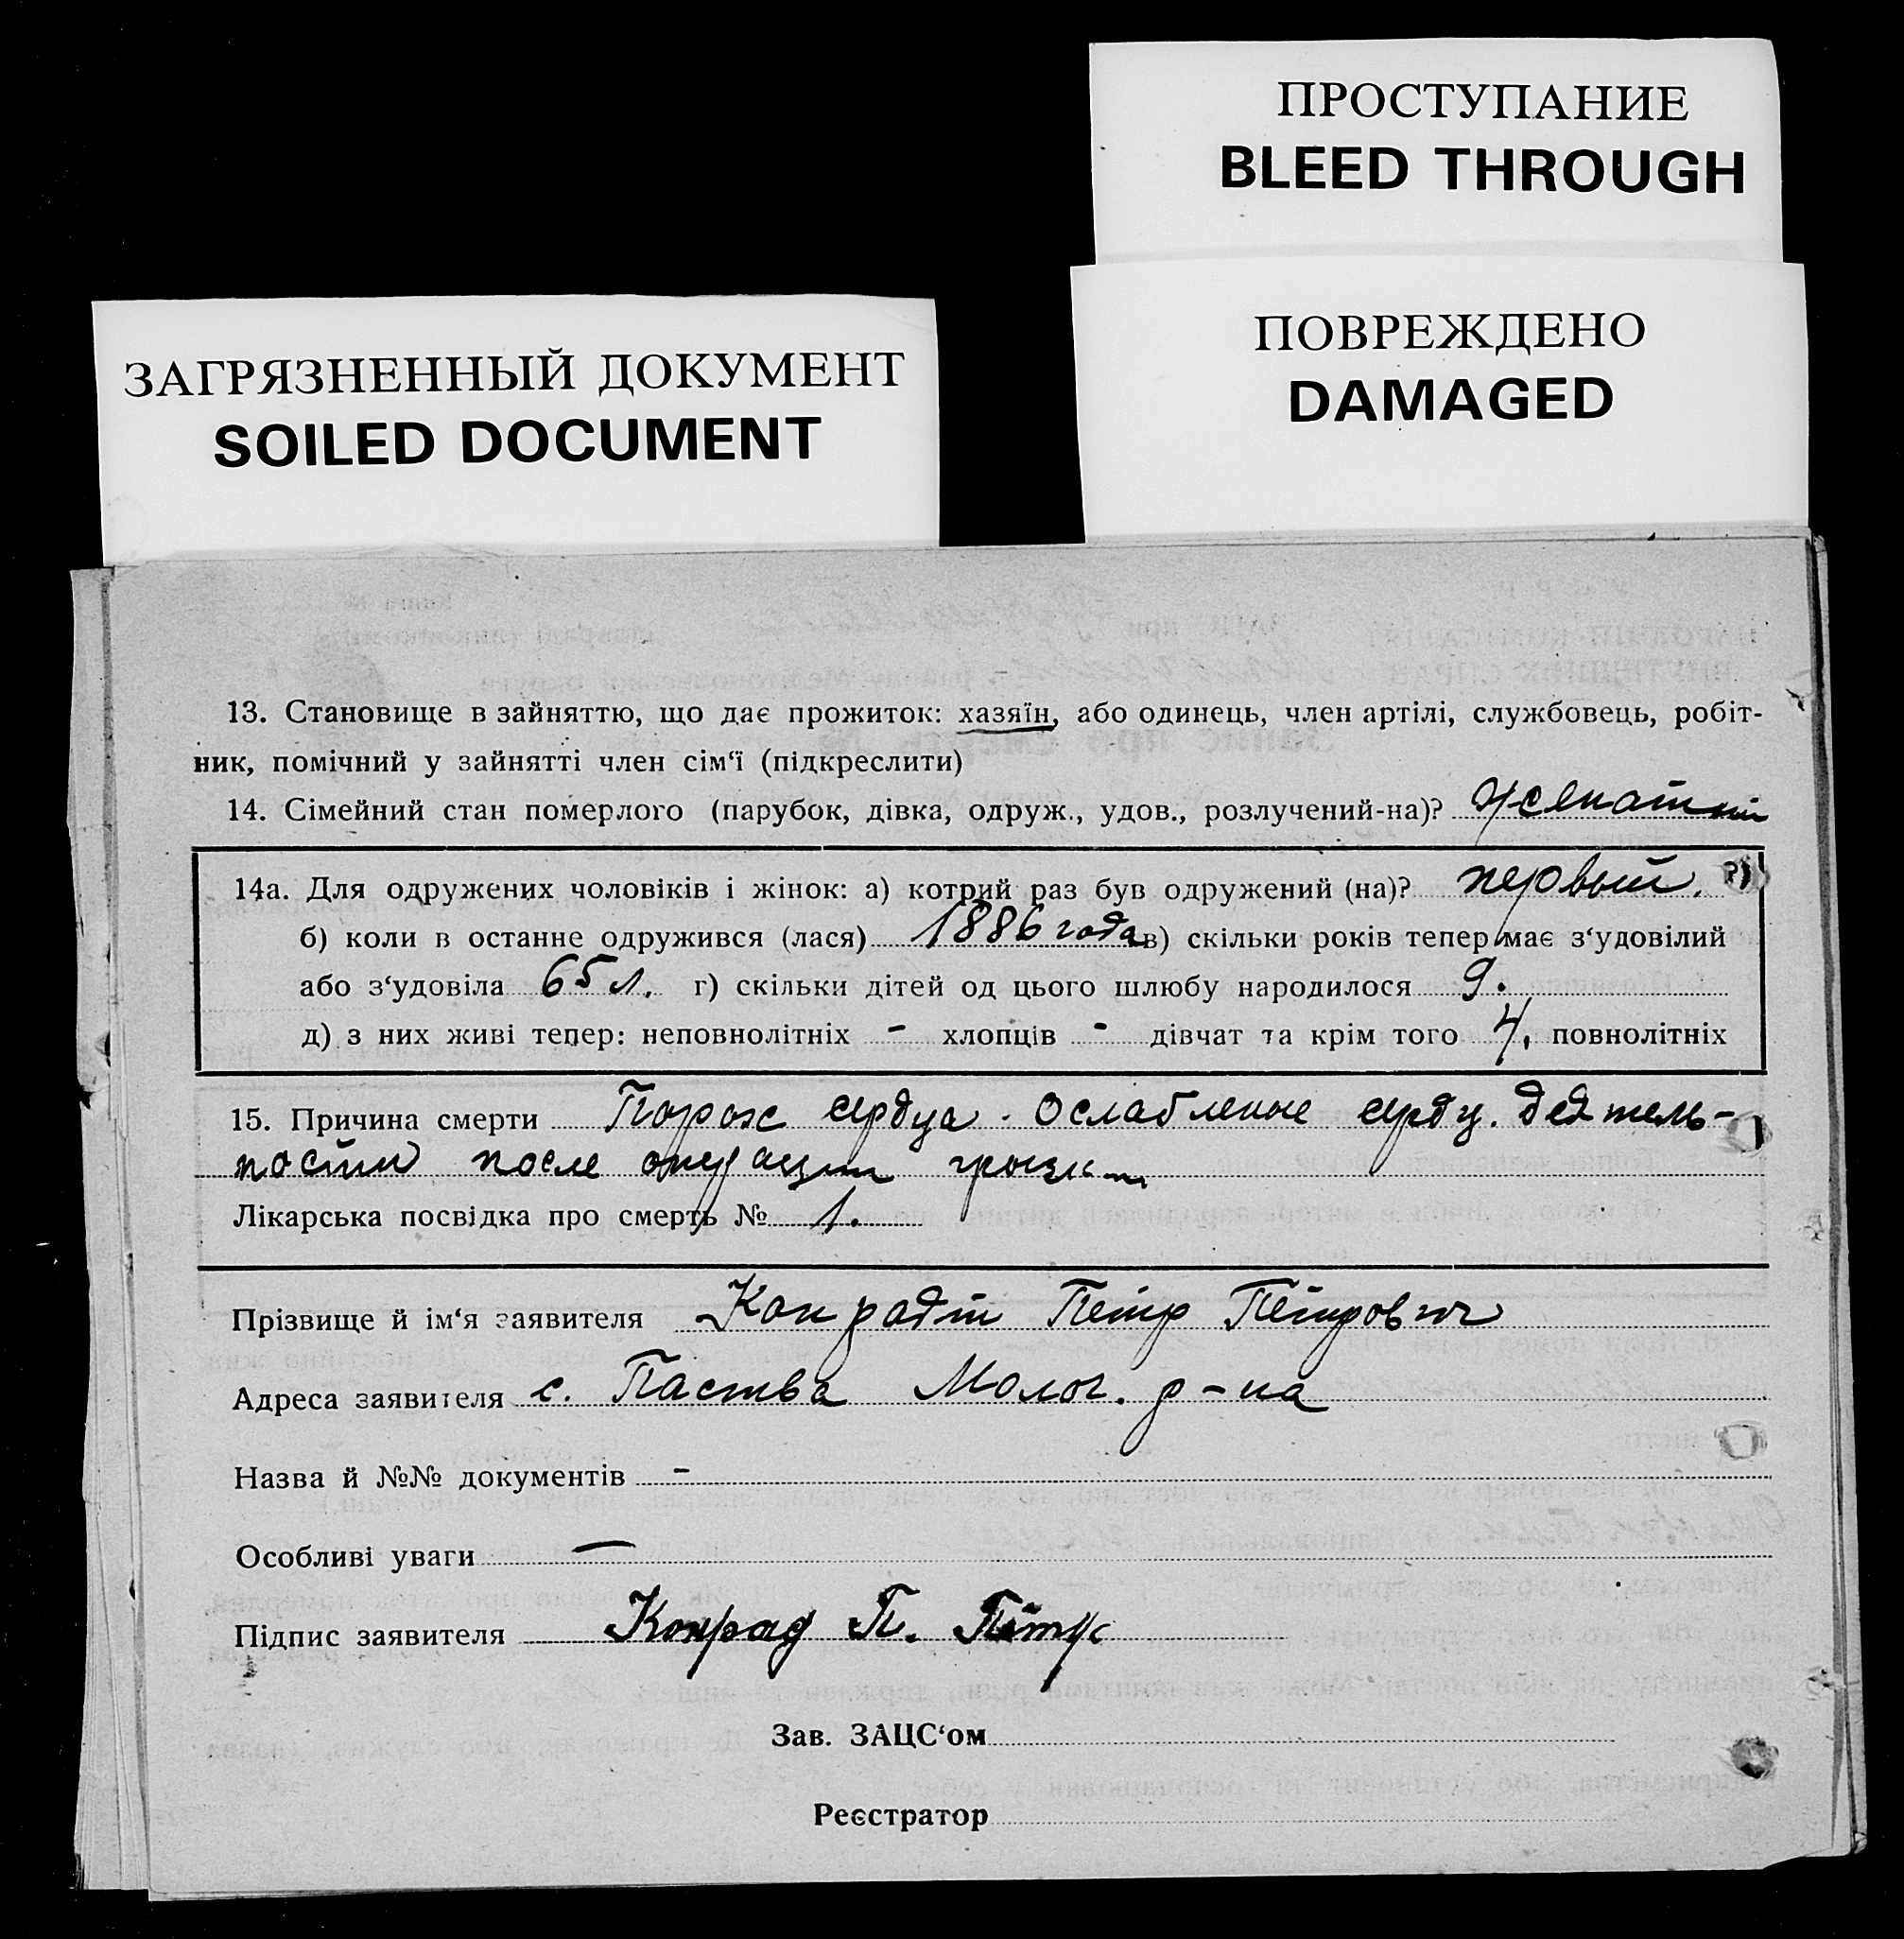 ПРОСТУПАНИЕ
BLEED THROUGH
ПОВРЕЖДЕНО
DAMAGED
ЗАГРЯЗНЕННЫЙ ДОКУМЕНТ
SOILED DOCUMENT
13. Становище в зайняттю, що дає прожиток: хазяїн, або одинець, член артілі, службовець, робіт-
ник, помічний у зайнятті член сім‘ї (підкреслити)
14. Сімейний стан померлого (парубок, дівка, одруж., удов., розлучений-на)? женатый
14а. Для одружених чоловіків і жінок: а) котрий раз був одружений (на)? первый.
б) коли в останне одружився (лася) 1886 года в) скільки років тепер має з‘удовілий
або з‘удовіла 65 л. г) скільки дітей од цього шлюбу народилося 9.
д) з них живі тепер: неповнолітніх - хлопців - дівчат та крім того 4, повнолітніх
15. Причина смерти Порок сердца. Ослабление серд. деятель-
ности после операции грыжи
Лікарська посвідка про смерть № 1.
Прізвище й ім‘я заявителя Конрадт Петр Петрович
Адреса заявителя с. Паства Молоч. р-на
Назва й №№ документів -
Особливі уваги —
Підпис заявителя Конрад П. Петр
Зав. ЗАЦС‘ом
Реєстратор